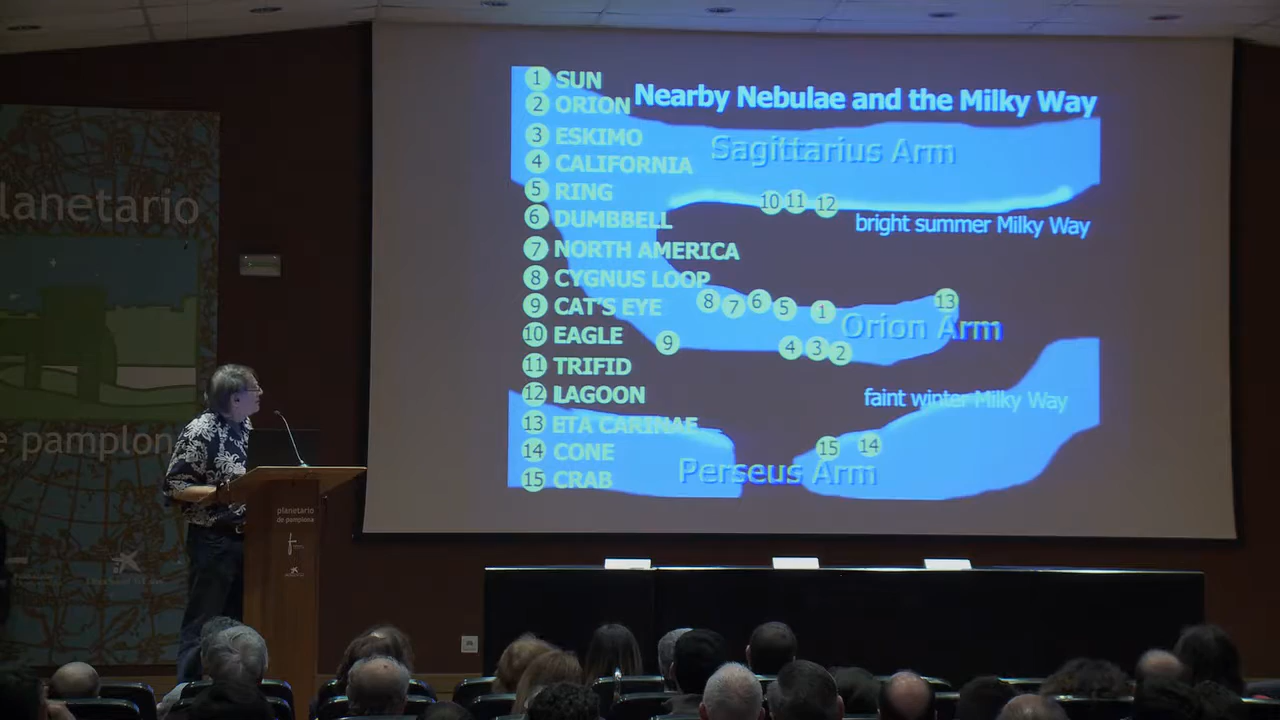 Nearby Nebulae and the Milky Way
1 SUN
2 ORION
3 ESKIMO
4 CALIFORNIA
5 RING
6 DUMBBELL
7 NORTH AMERICA
8 CYGNUS LOOP
9 CAT'S EYE
10 EAGLE
11 TRIFID
12 LAGOON
13 ETA CARINAE
14 CONE
15 CRAB
Sagittarius Arm
10 11 12
bright summer Milky Way
8 7 6 5 1 13
Orion Arm
9 4 3 2
faint winter Milky Way
15 14
Perseus Arm
lanetario
e pamplon
planetario
de pamplona